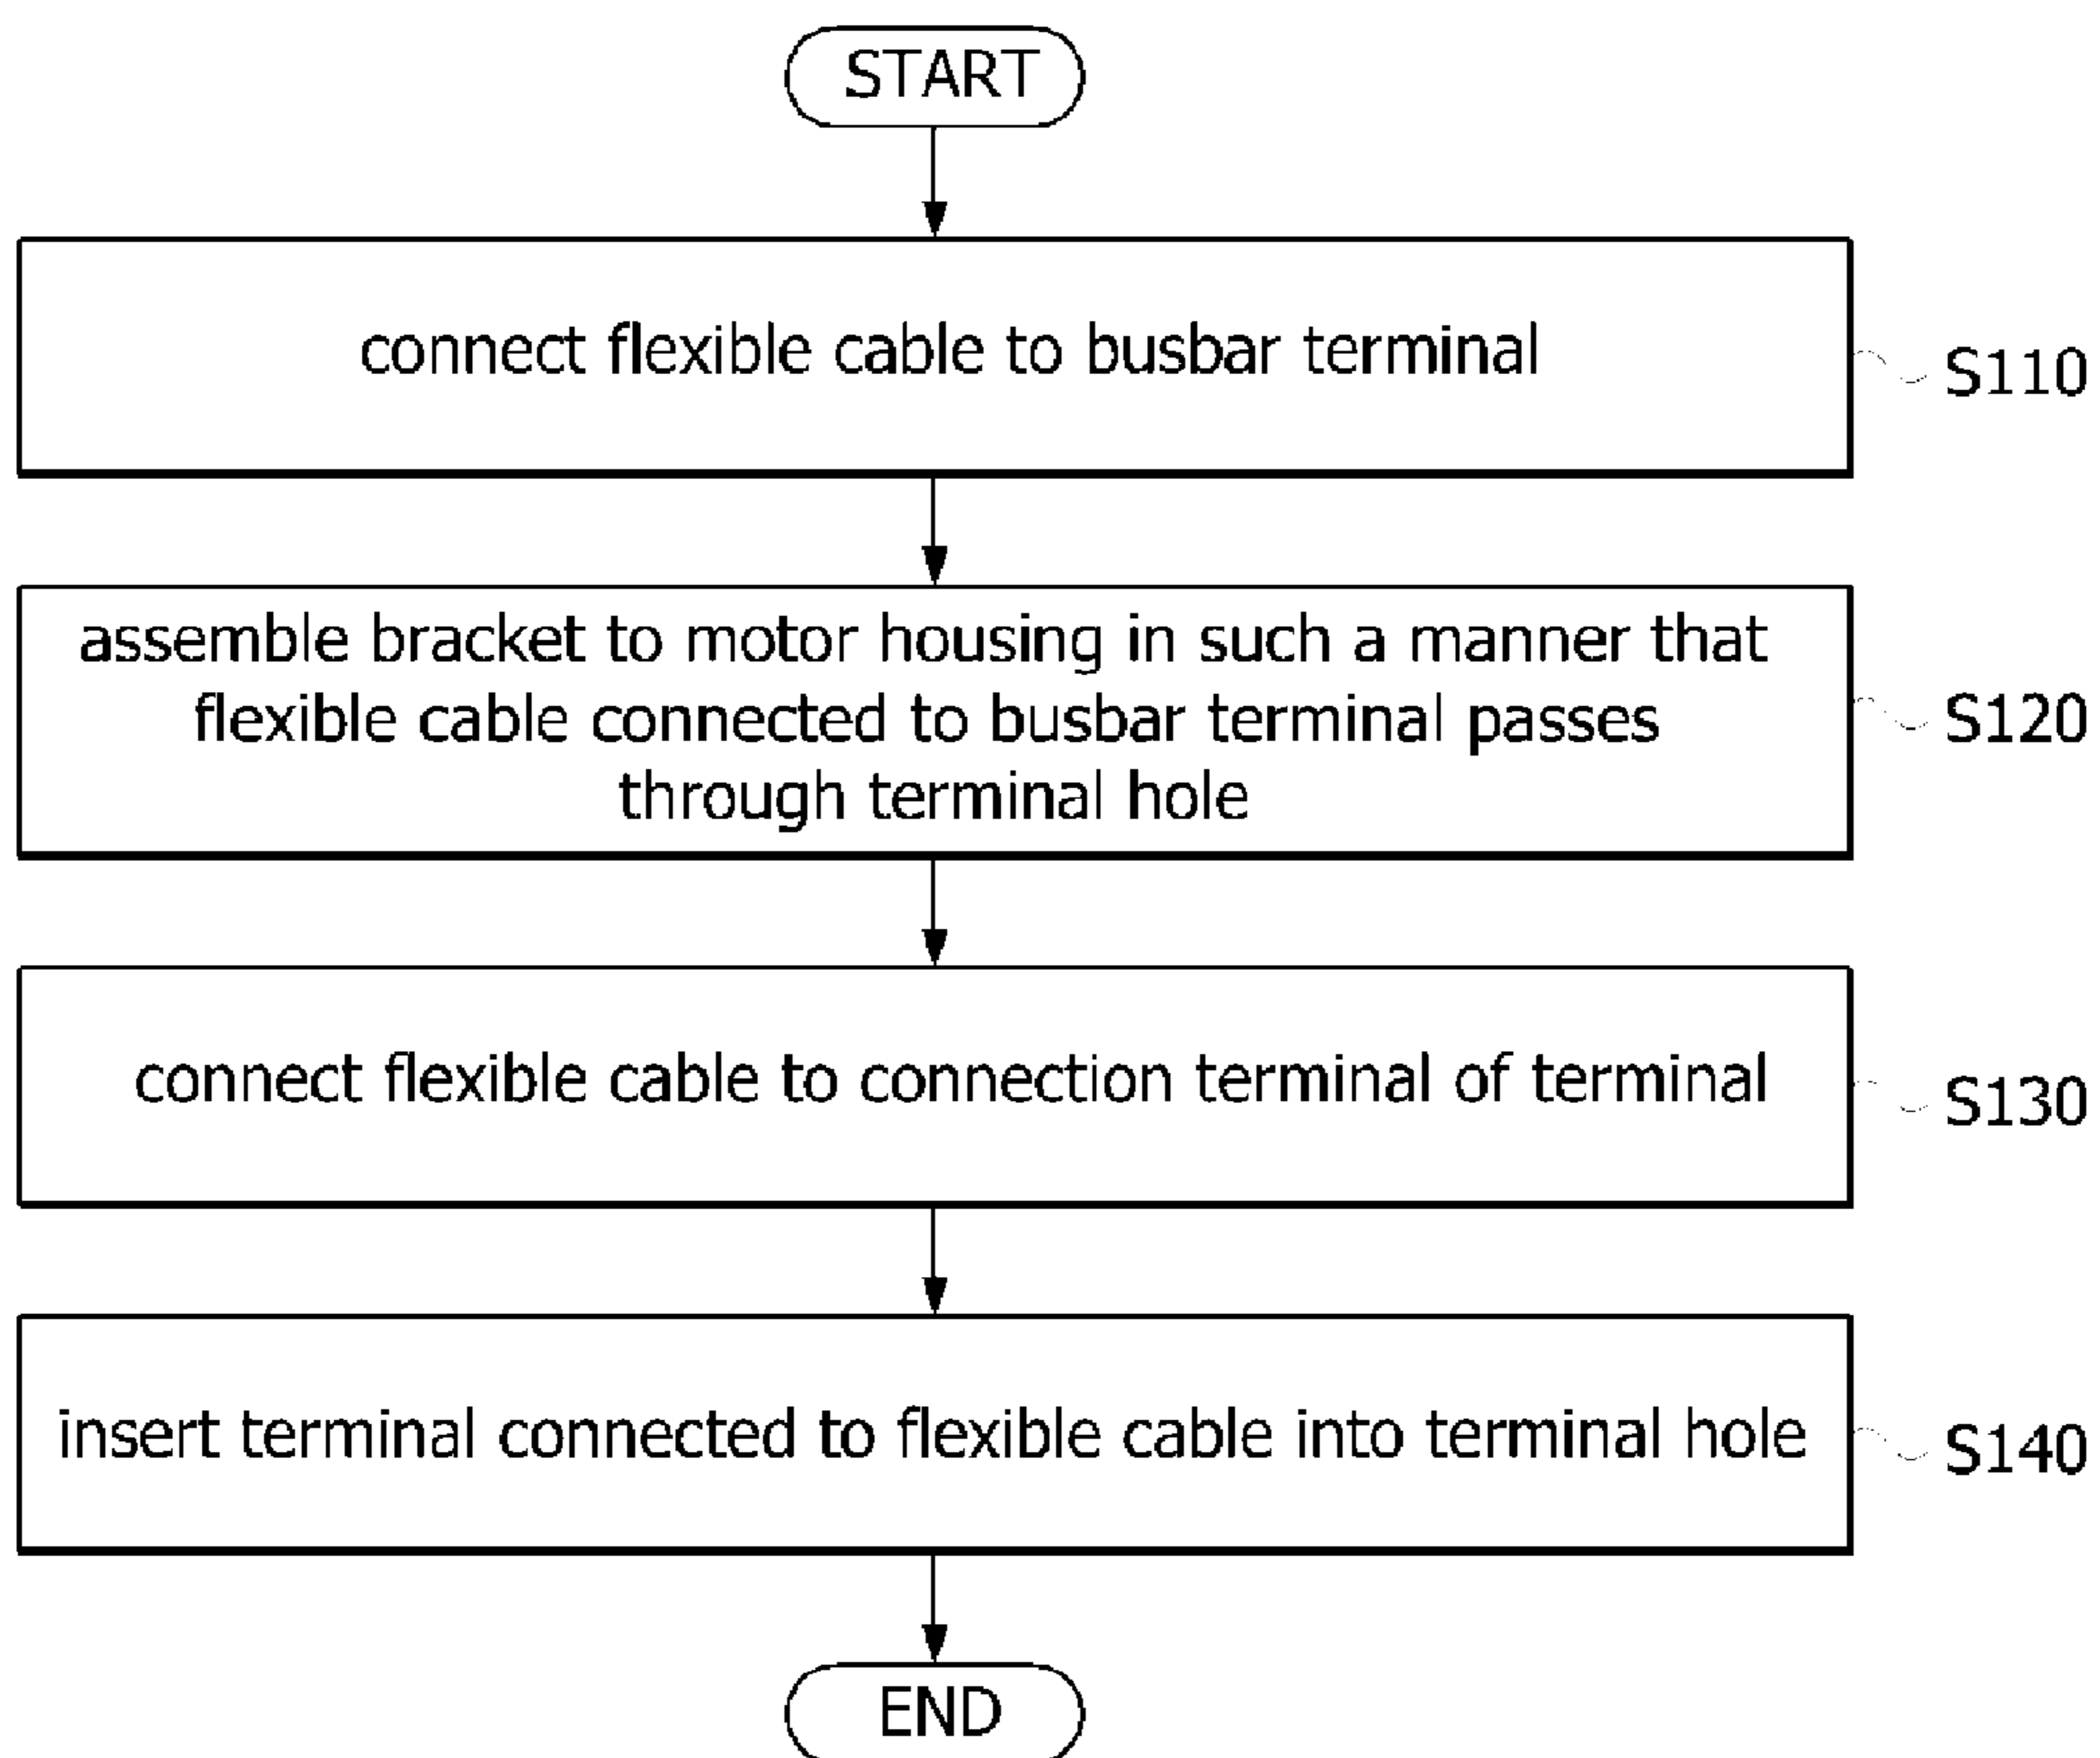 START
connect flexible cable to busbar terminal
S110
assemble bracket to motor housing in such a manner that
flexible cable connected to busbar terminal passes
through terminal hole
S120
connect flexible cable to connection terminal of terminal
S130
insert terminal connected to flexible cable into terminal hole
S140
END